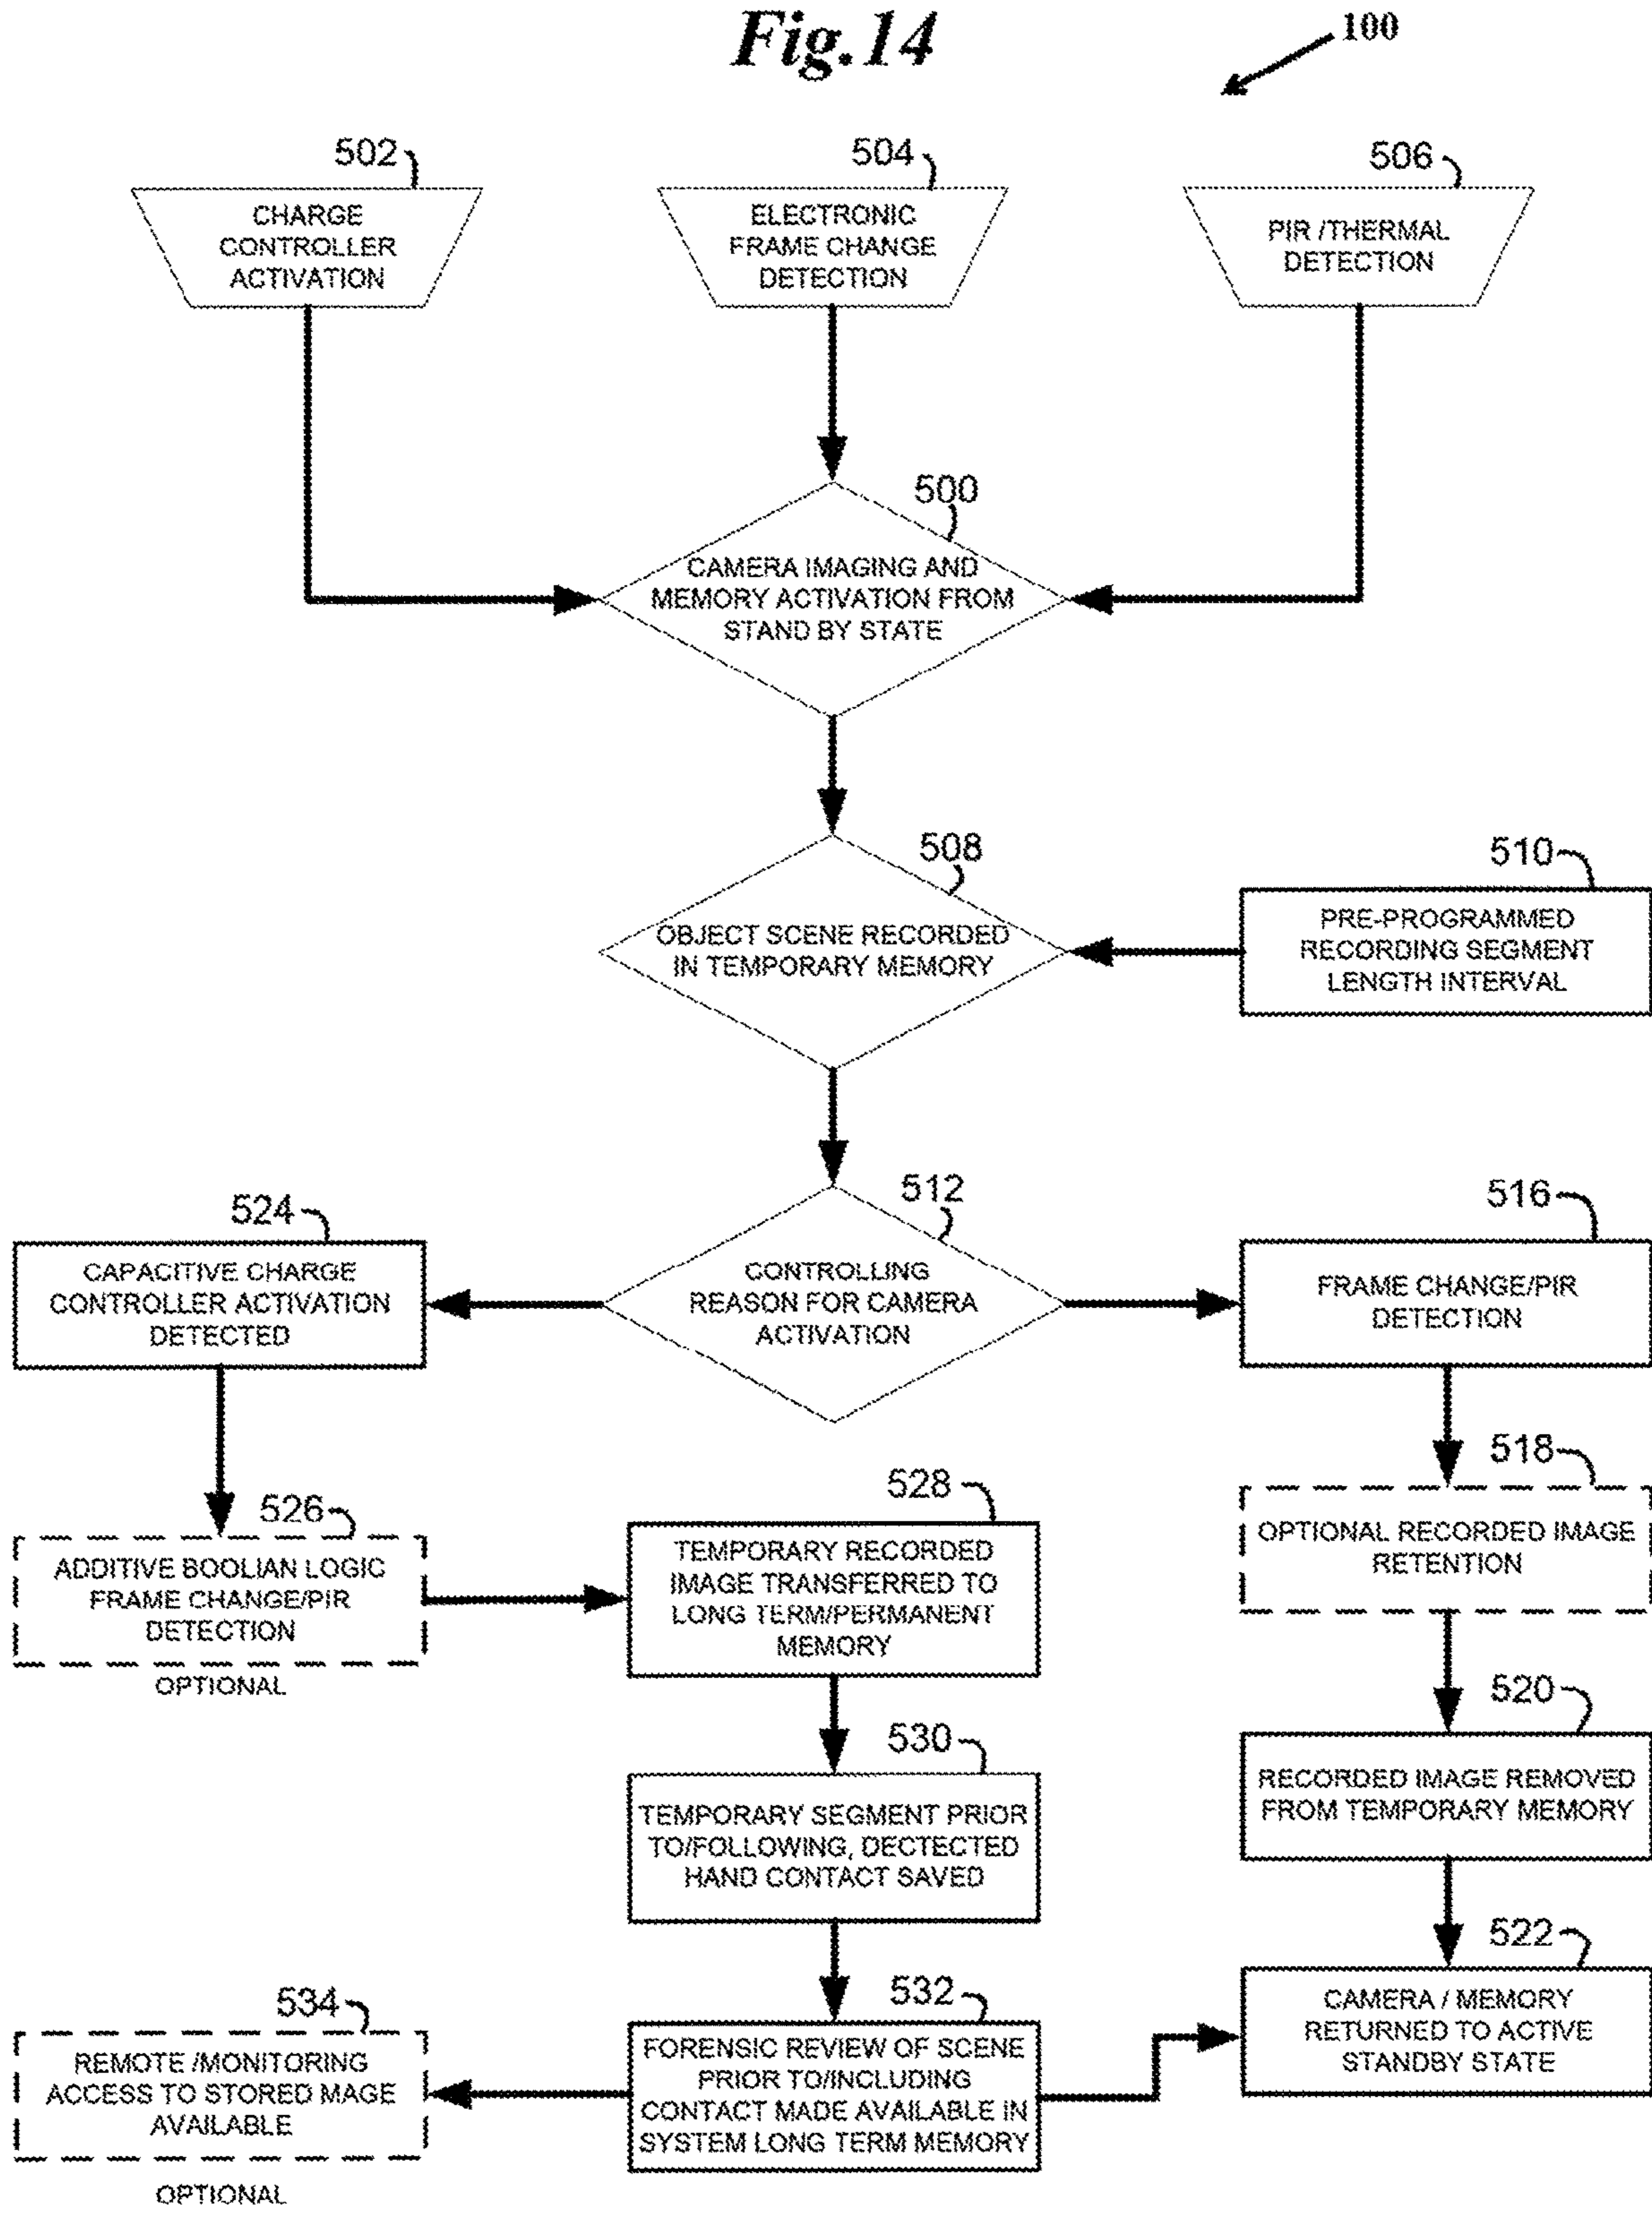 Fig.14
100
502
CHARGE
CONTROLLER
ACTIVATION
504
ELECTRONIC
FRAME CHANGE
DETECTION
506
PIR /THERMAL
DETECTION
500
CAMERA IMAGING AND
MEMORY ACTIVATION FROM
STAND BY STATE
508
OBJECT SCENE RECORDED
IN TEMPORARY MEMORY
510
PRE-PROGRAMMED
RECORDING SEGMENT
LENGTH INTERVAL
512
CONTROLLING
REASON FOR CAMERA
ACTIVATION
524
CAPACITIVE CHARGE
CONTROLLER ACTIVATION
DETECTED
516
FRAME CHANGE/PIR
DETECTION
526
ADDITIVE BOOLIAN LOGIC
FRAME CHANGE/PIR
DETECTION
OPTIONAL
528
TEMPORARY RECORDED
IMAGE TRANSFERRED TO
LONG TERM/PERMANENT
MEMORY
518
OPTIONAL RECORDED IMAGE
RETENTION
530
TEMPORARY SEGMENT PRIOR
TO/FOLLOWING, DECTECTED
HAND CONTACT SAVED
520
RECORDED IMAGE REMOVED
FROM TEMPORARY MEMORY
534
REMOTE /MONITORING
ACCESS TO STORED MAGE
AVAILABLE
OPTIONAL
532
FORENSIC REVIEW OF SCENE
PRIOR TO/INCLUDING
CONTACT MADE AVAILABLE IN
SYSTEM LONG TERM MEMORY
522
CAMERA / MEMORY
RETURNED TO ACTIVE
STANDBY STATE